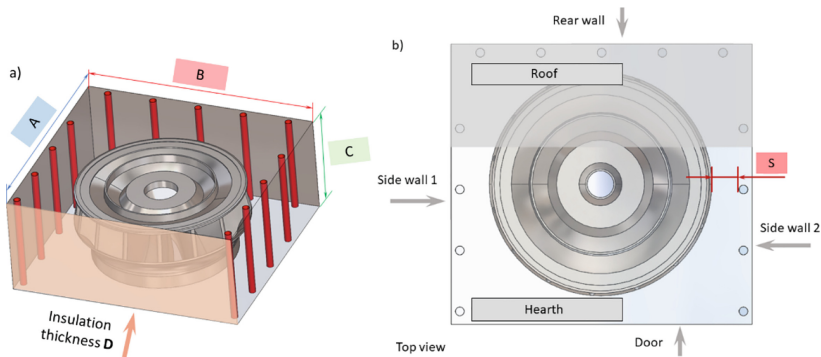 a)
B
A
C
Insulation
thickness D
b)
Rear wall
Roof
S
Side wall 1
Side wall 2
Hearth
Door
Top view